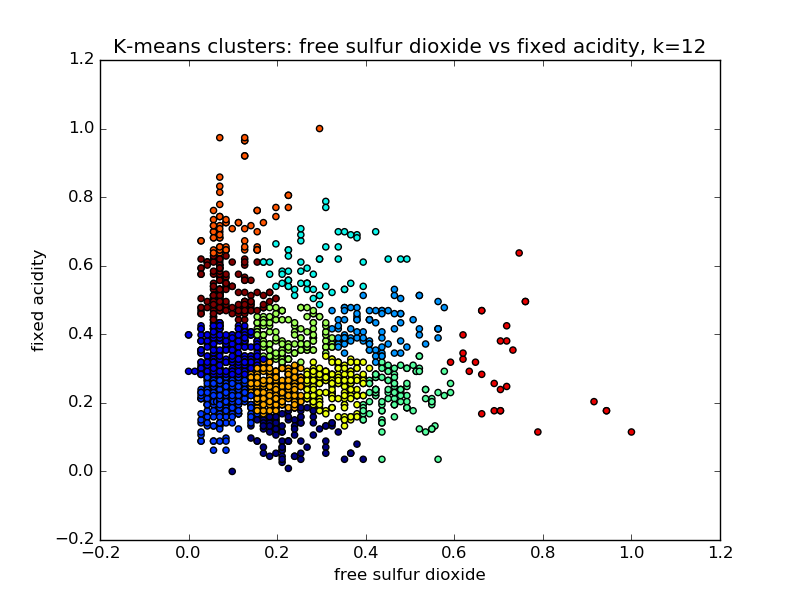 K-means clusters: free sulfur dioxide vs fixed acidity, k=12
1.2
1.0
0.8
0.6
0.4
0.2
0.0
−0.2
fixed acidity
−0.2 0.0 0.2 0.4 0.6 0.8 1.0 1.2
free sulfur dioxide